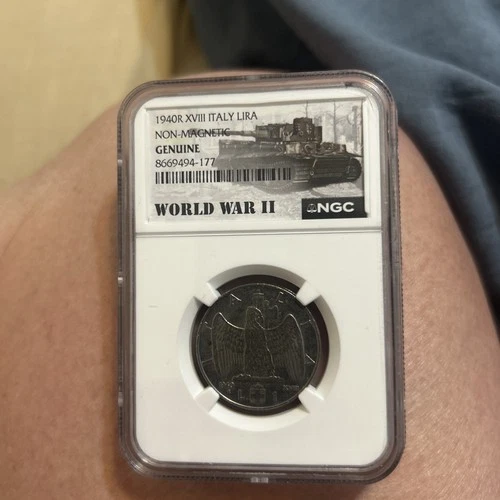 1940R XVIII ITALY LIRA
NON-MAGNETIC
GENUINE
8669494-177
WORLD WAR II
NGC